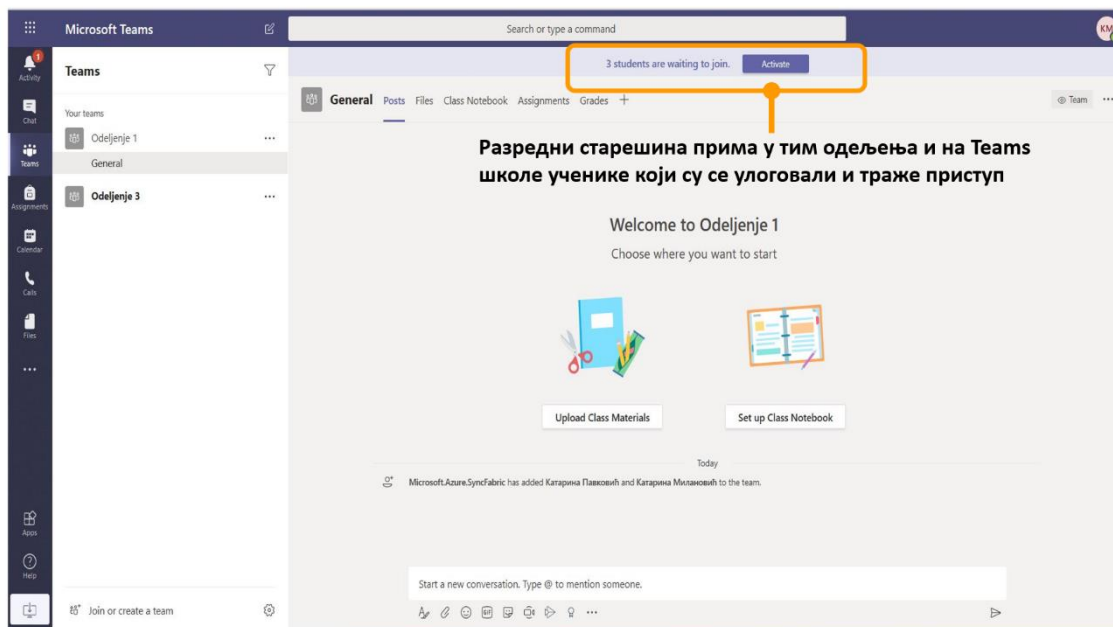 Microsoft Teams
Search or type a command
KM
1
Activity
Chat
Teams
Assignments
Calendar
Calls
Files
Apps
Help
Teams
Your teams
Odeljenje 1
General
Odeljenje 3
Join or create a team
3 students are waiting to join. Activate
General Posts Files Class Notebook Assignments Grades +
Team
Разредни старешина прима у тим одељења и на Teams
школе ученике који су се улоговали и траже приступ
Welcome to Odeljenje 1
Choose where you want to start
Upload Class Materials
Set up Class Notebook
Today
Microsoft.Azure.SyncFabric has added Катарина Павковић and Катарина Милановић to the team.
Start a new conversation. Type @ to mention someone.
GIF